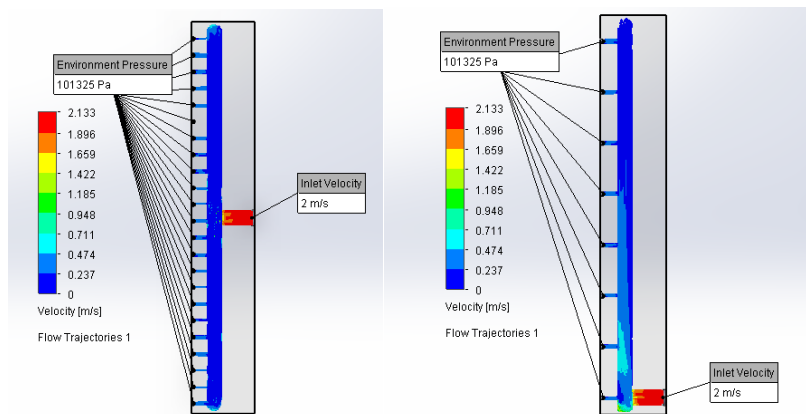 Environment Pressure
101325 Pa
2.133
1.896
1.659
1.422
1.185
0.948
0.711
0.474
0.237
0
Velocity [m/s]
Flow Trajectories 1
Inlet Velocity
2 m/s
Environment Pressure
101325 Pa
2.133
1.896
1.659
1.422
1.185
0.948
0.711
0.474
0.237
0
Velocity [m/s]
Flow Trajectories 1
Inlet Velocity
2 m/s